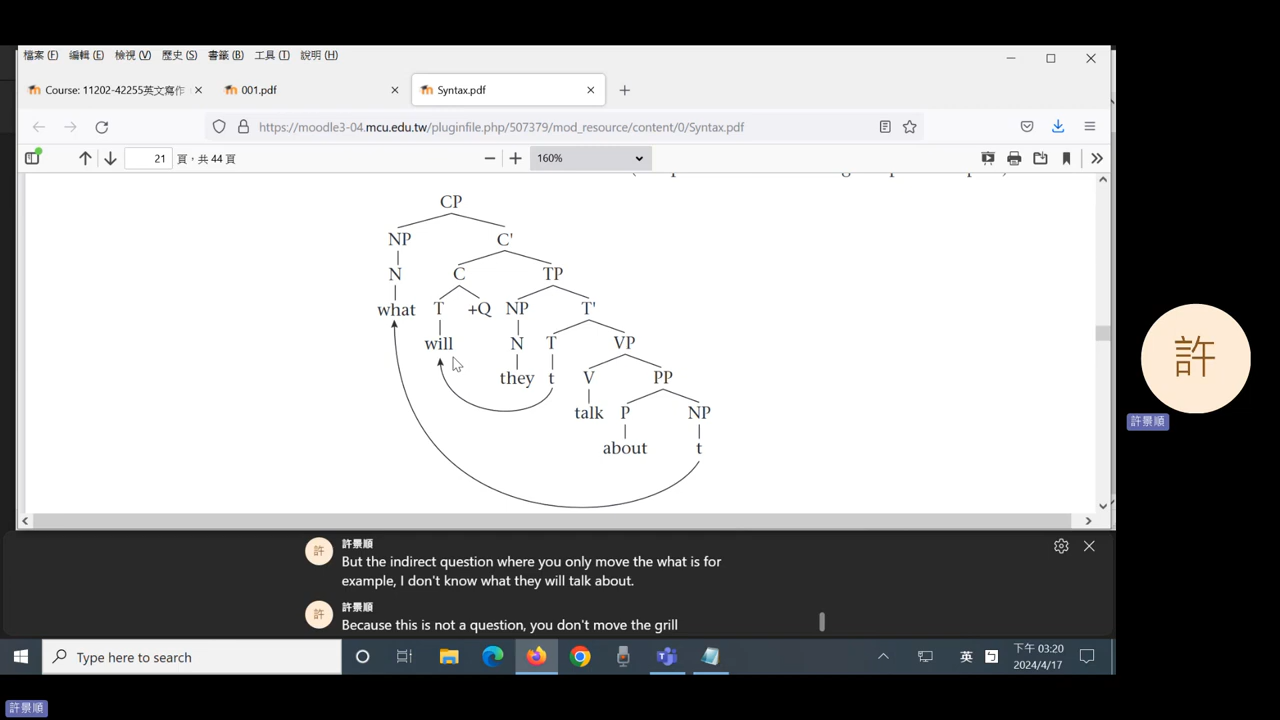 檔案 (F) 編輯 (E) 檢視 (V) 歷史 (S) 書籤 (B) 工具 (T) 說明 (H)
Course: 11202-42255英文寫作
001.pdf
Syntax.pdf
https://moodle3-04.mcu.edu.tw/pluginfile.php/507379/mod_resource/content/0/Syntax.pdf
21 頁，共 44 頁
160%
CP
NP C'
N C TP
what T +Q NP T'
will N T VP
they t V PP
talk P NP
about t
許
許景順
許 許景順
But the indirect question where you only move the what is for
example, I don't know what they will talk about.
許 許景順
Because this is not a question, you don't move the grill
Type here to search
英
下午 03:20
2024/4/17
許景順